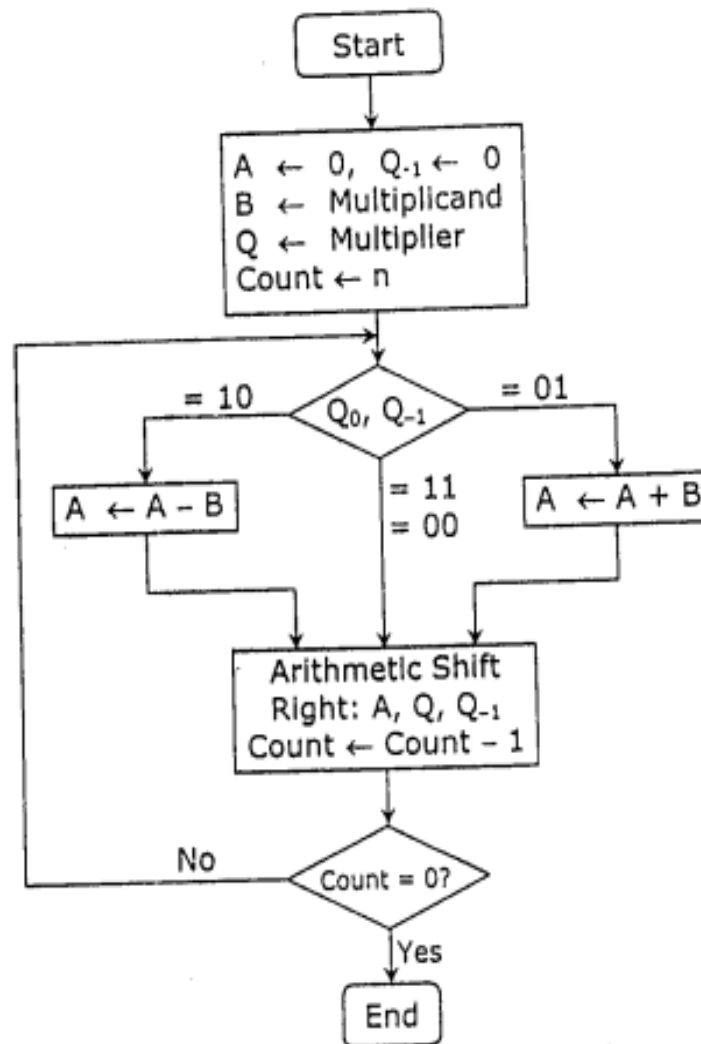 Start
A ← 0, Q₋₁ ← 0
B ← Multiplicand
Q ← Multiplier
Count ← n
= 10
Q₀, Q₋₁
= 01
A ← A – B
= 11
= 00
A ← A + B
Arithmetic Shift
Right: A, Q, Q₋₁
Count ← Count – 1
No
Count = 0?
Yes
End